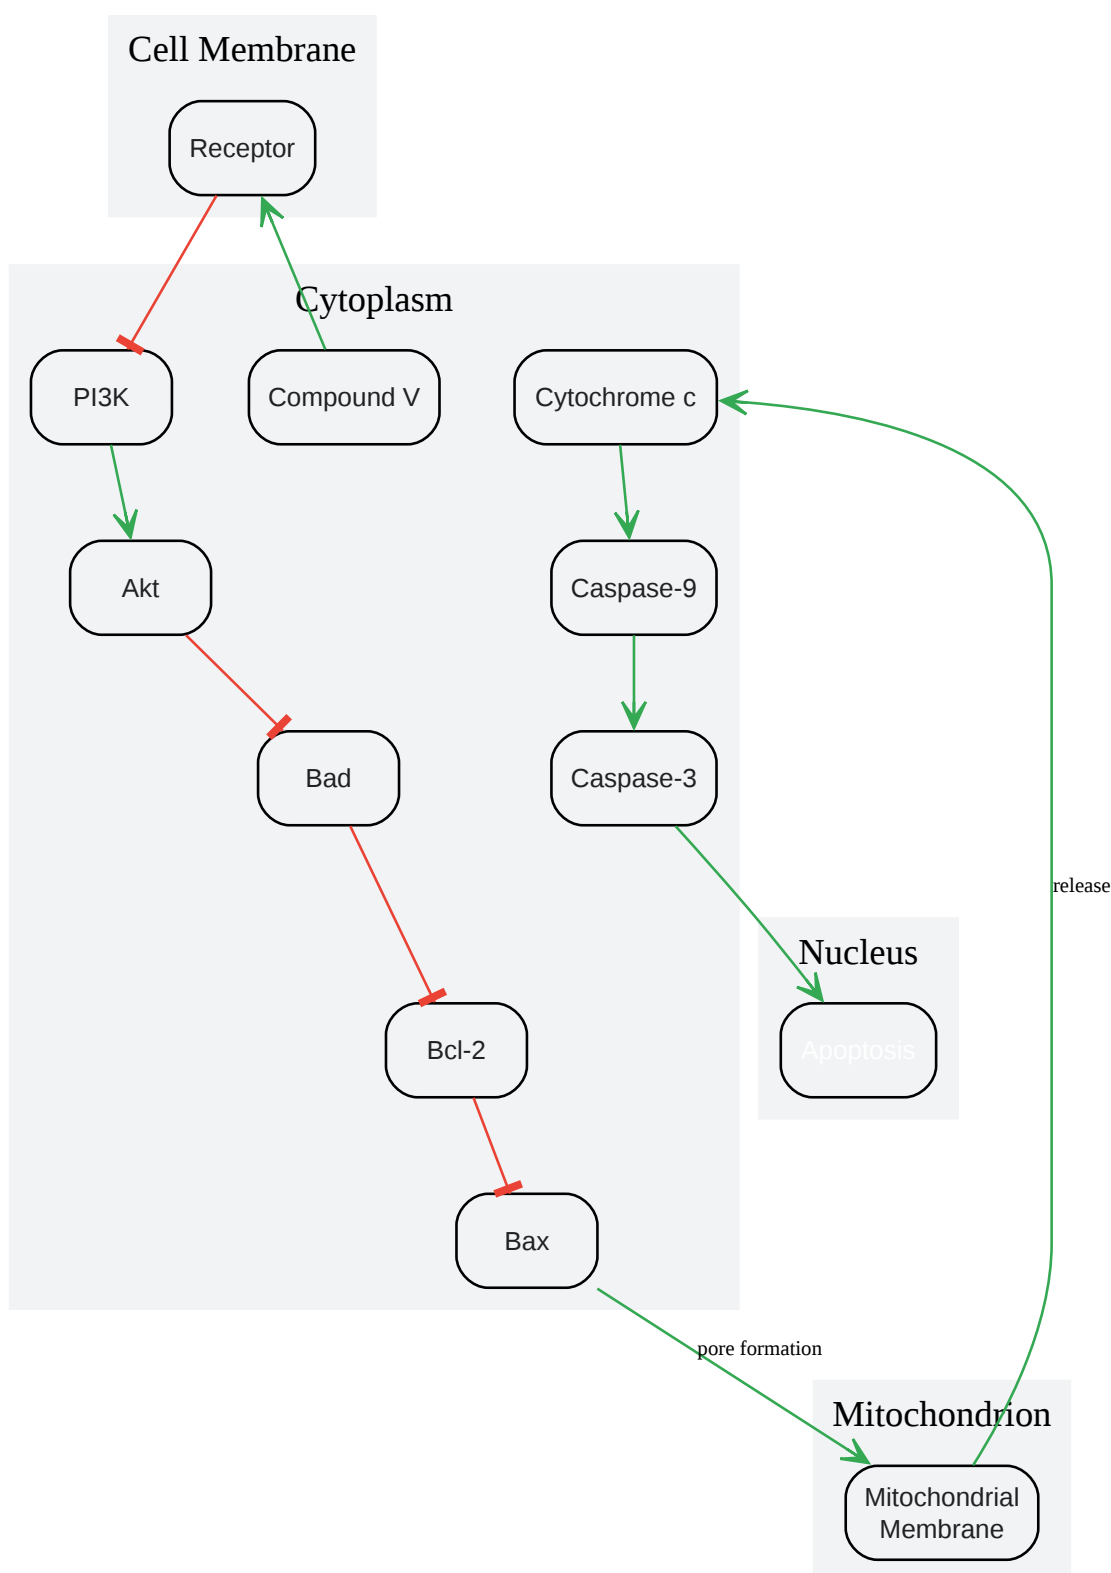 Cell Membrane
Receptor
Cytoplasm
PI3K
Compound V
Cytochrome c
Akt
Caspase-9
Bad
Caspase-3
release
Nucleus
Bcl-2
Apoptosis
Bax
pore formation
Mitochondrion
Mitochondrial
Membrane